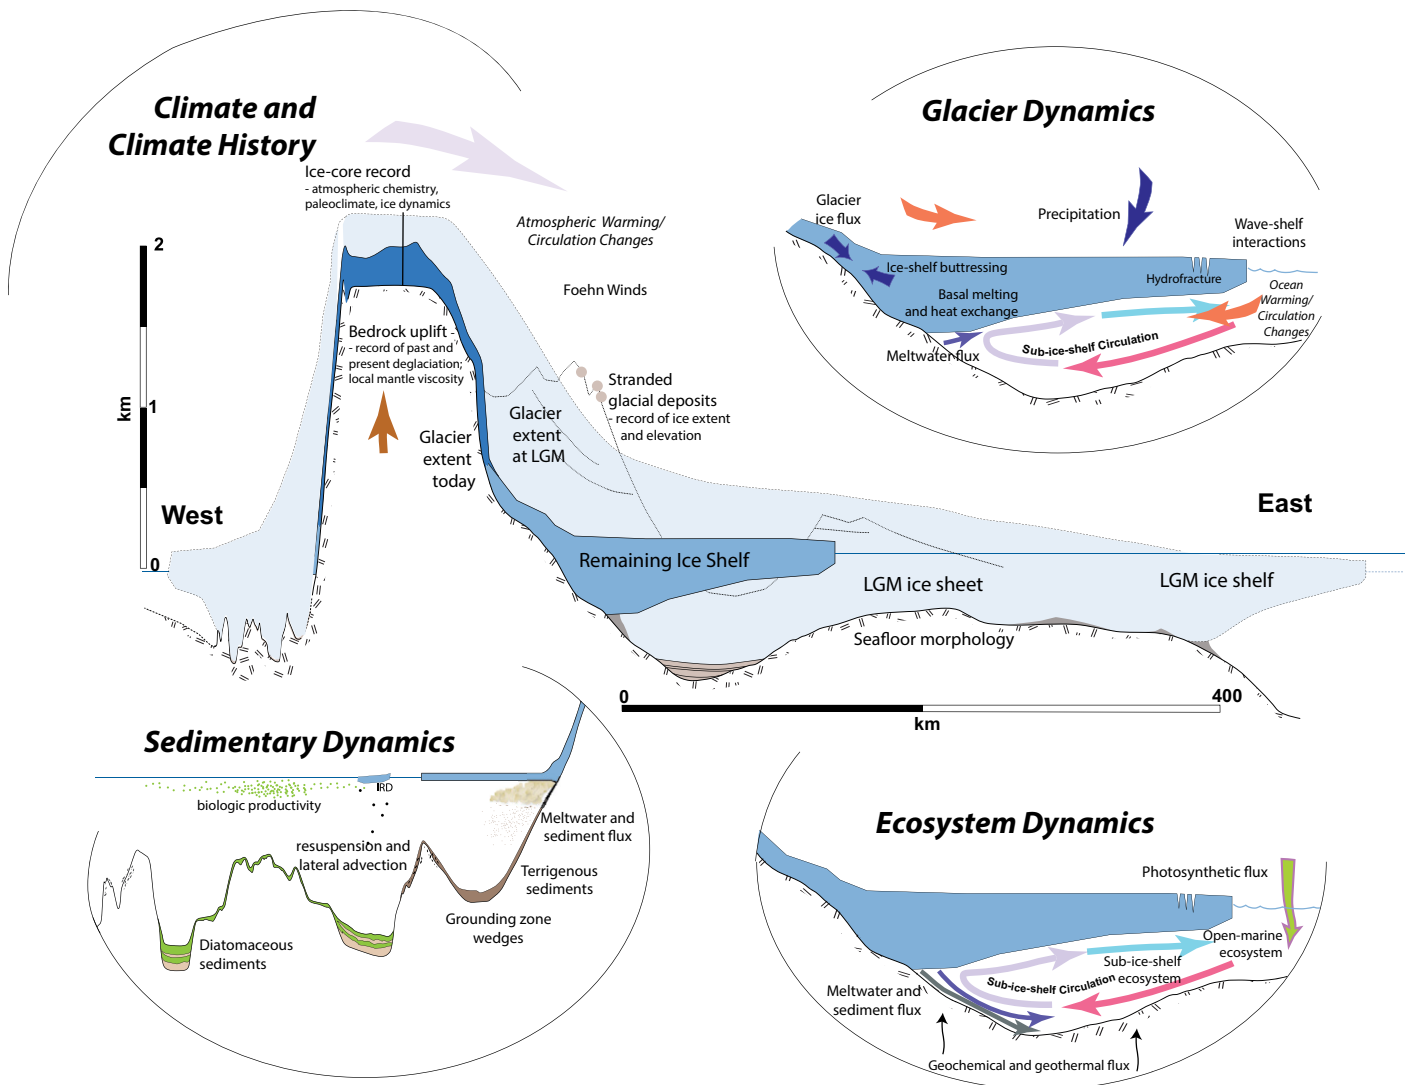 Climate and
Climate History
Ice-core record
- atmospheric chemistry,
paleoclimate, ice dynamics
Atmospheric Warming/
Circulation Changes
Foehn Winds
2
1
0
km
Bedrock uplift -
- record of past and
present deglaciation;
local mantle viscosity
Stranded
glacial deposits
- record of ice extent
and elevation
Glacier
extent
at LGM
Glacier
extent
today
West
East
Remaining Ice Shelf
LGM ice sheet
LGM ice shelf
Seafloor morphology
0
400
km
Glacier Dynamics
Glacier
ice flux
Precipitation
Wave-shelf
interactions
Ice-shelf buttressing
Hydrofracture
Basal melting
and heat exchange
Ocean
Warming/
Circulation
Changes
Sub-ice-shelf Circulation
Meltwater flux
Sedimentary Dynamics
IRD
biologic productivity
Meltwater and
sediment flux
resuspension and
lateral advection
Terrigenous
sediments
Grounding zone
wedges
Diatomaceous
sediments
Ecosystem Dynamics
Photosynthetic flux
Open-marine
ecosystem
Sub-ice-shelf
ecosystem
Sub-ice-shelf Circulation
Meltwater and
sediment flux
Geochemical and geothermal flux